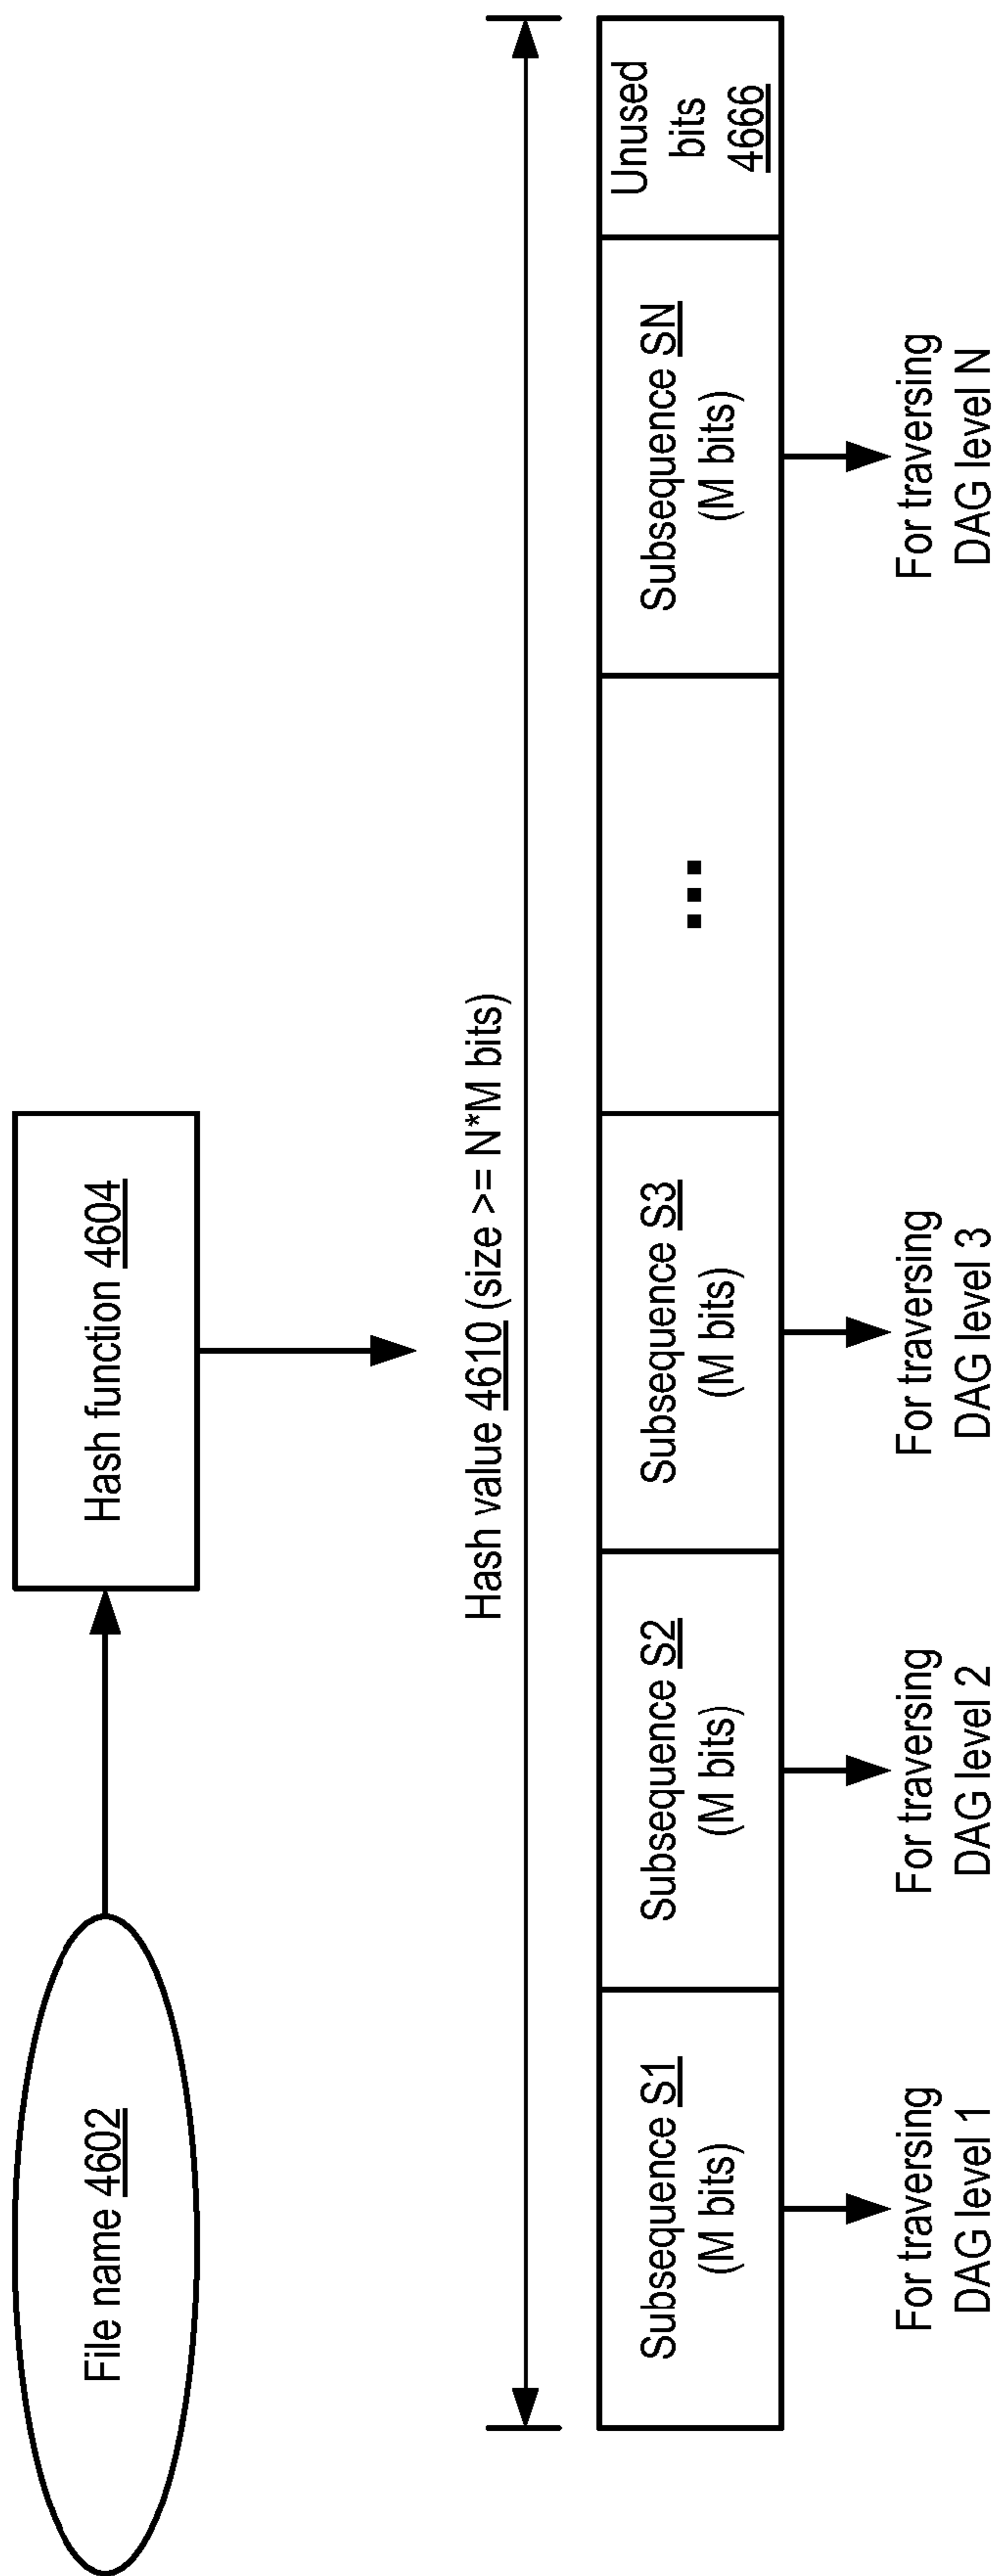 File name 4602
Hash function 4604
Hash value 4610 (size >= N*M bits)
Subsequence S1
(M bits)
Subsequence S2
(M bits)
Subsequence S3
(M bits)
...
Subsequence SN
(M bits)
Unused
bits
4666
For traversing
DAG level 1
For traversing
DAG level 2
For traversing
DAG level 3
For traversing
DAG level N